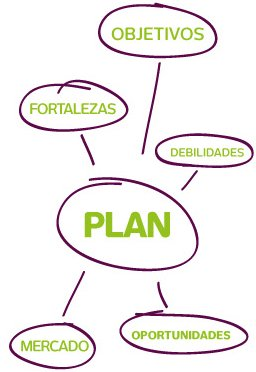 OBJETIVOS
FORTALEZAS
DEBILIDADES
PLAN
MERCADO
OPORTUNIDADES